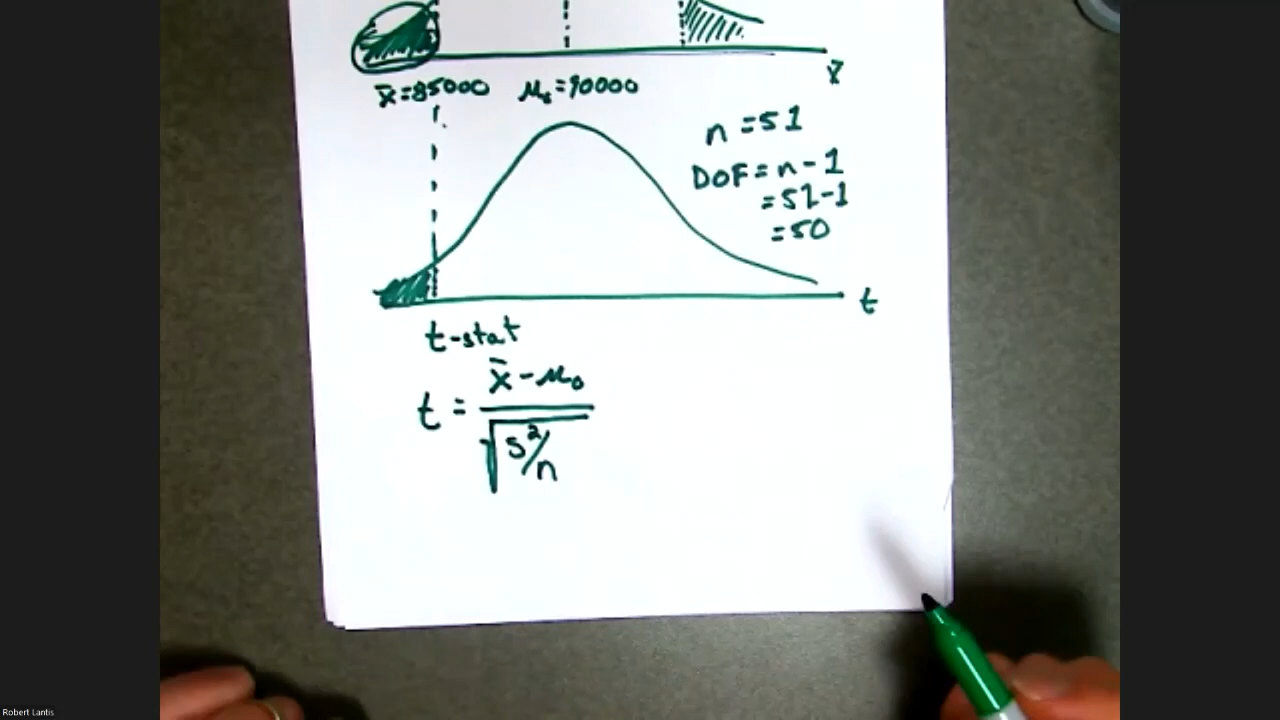 x̄
x̄=85000 μ₀=90000
n=51
DOF=n-1
=51-1
=50
t
t-stat
t = x̄-μ₀ / √(s²/n)
Robert Lantis